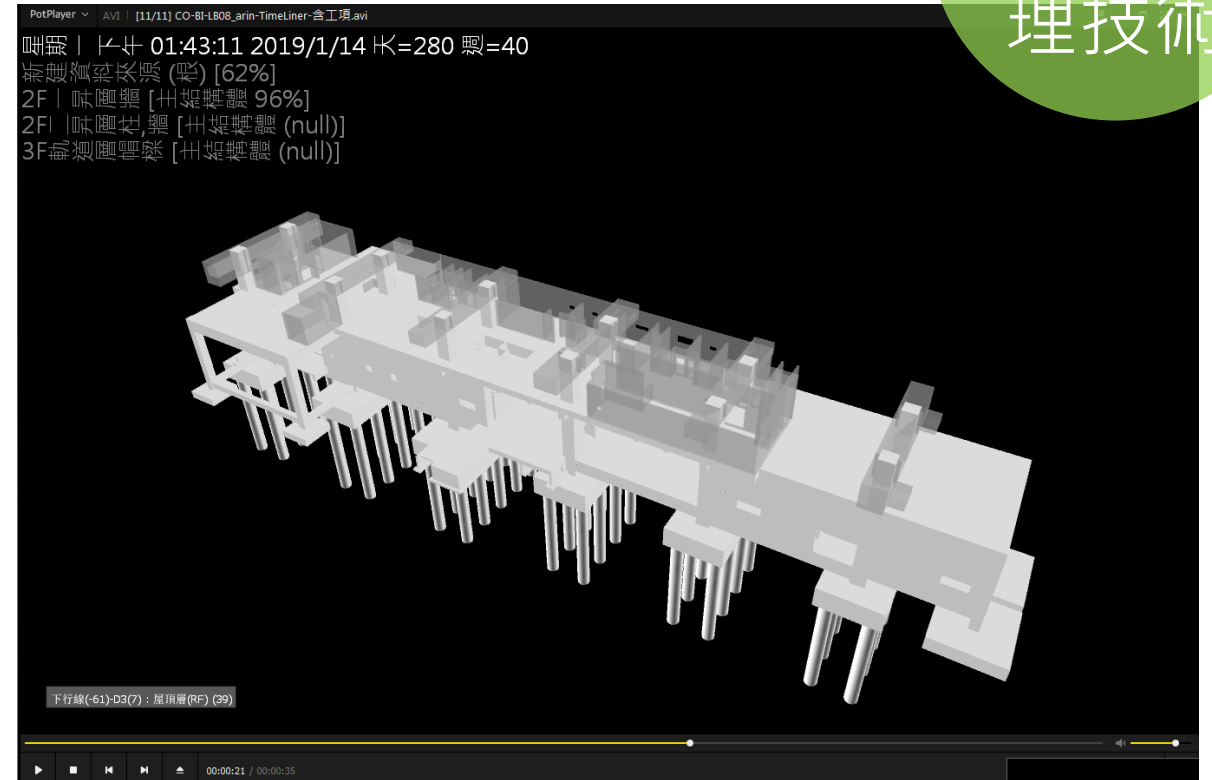 PotPlayer AVI [11/11] CO-BI-LB08_arin-TimeLiner-含工項.avi
理技術
星期一 下午 01:43:11 2019/1/14 天=280 週=40
新建資料來源 (根) [62%]
2F一昇層牆 [主結構體 96%]
2F一昇層柱,牆 [主結構體 (null)]
3F軌道層帽樑 [主結構體 (null)]
下行線(-61)-D3(7) : 屋頂層(RF) (39)
00:00:21 / 00:00:35